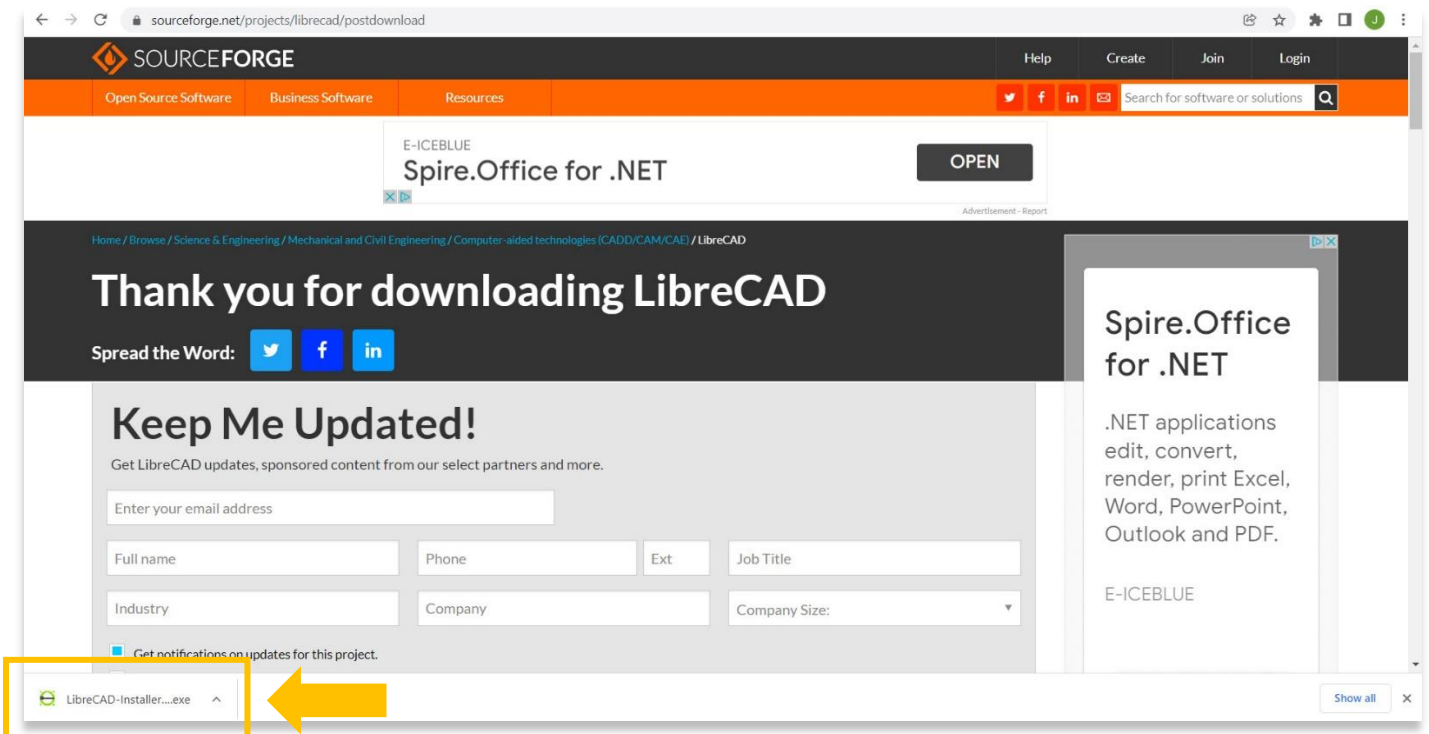 sourceforge.net/projects/librecad/postdownload
J
SOURCEFORGE
Help Create Join Login
Open Source Software Business Software Resources
Search for software or solutions
E-ICEBLUE
Spire.Office for .NET
OPEN
Advertisement - Report
Home / Browse / Science & Engineering / Mechanical and Civil Engineering / Computer-aided technologies (CADD/CAM/CAE) / LibreCAD
Thank you for downloading LibreCAD
Spread the Word:
f in
Keep Me Updated!
Get LibreCAD updates, sponsored content from our select partners and more.
Enter your email address
Full name Phone Ext Job Title
Industry Company Company Size:
Get notifications on updates for this project.
Spire.Office
for .NET
.NET applications
edit, convert,
render, print Excel,
Word, PowerPoint,
Outlook and PDF.
E-ICEBLUE
LibreCAD-Installer....exe
Show all